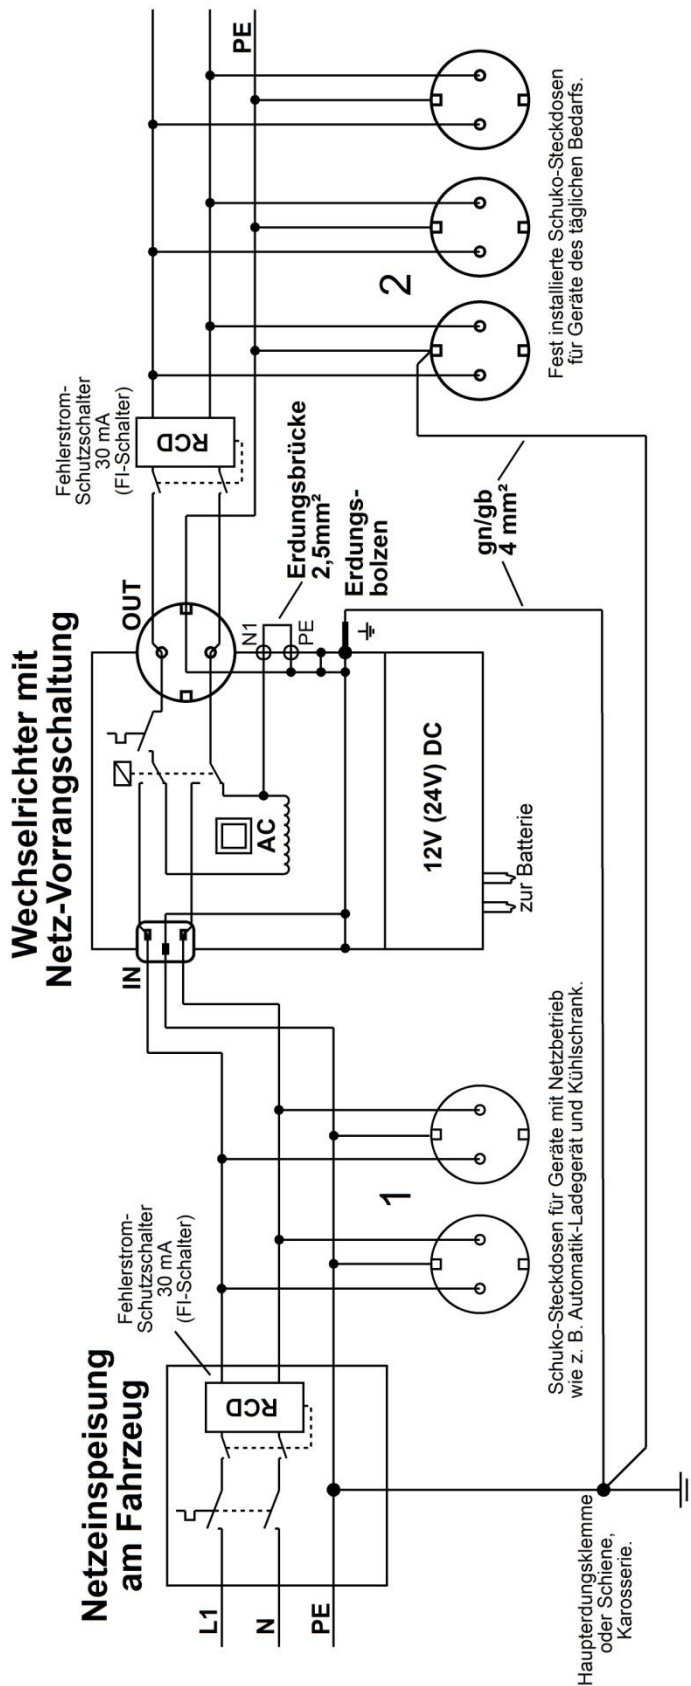 Netzeinspeisung
am Fahrzeug
L1
N
PE
Fehlerstrom-
Schutzschalter
30 mA
(FI-Schalter)
RCD
1
Schuko-Steckdosen für Geräte mit Netzbetrieb
wie z. B. Automatik-Ladegerät und Kühlschrank.
Haupterdungsklemme
oder Schiene,
Karosserie.
Wechselrichter mit
Netz-Vorrangschaltung
IN
OUT
AC
N1
PE
12V (24V) DC
zur Batterie
Erdungsbrücke
2,5mm²
Erdungs-
bolzen
gn/gb
4 mm²
Fehlerstrom-
Schutzschalter
30 mA
(FI-Schalter)
RCD
PE
2
Fest installierte Schuko-Steckdosen
für Geräte des täglichen Bedarfs.